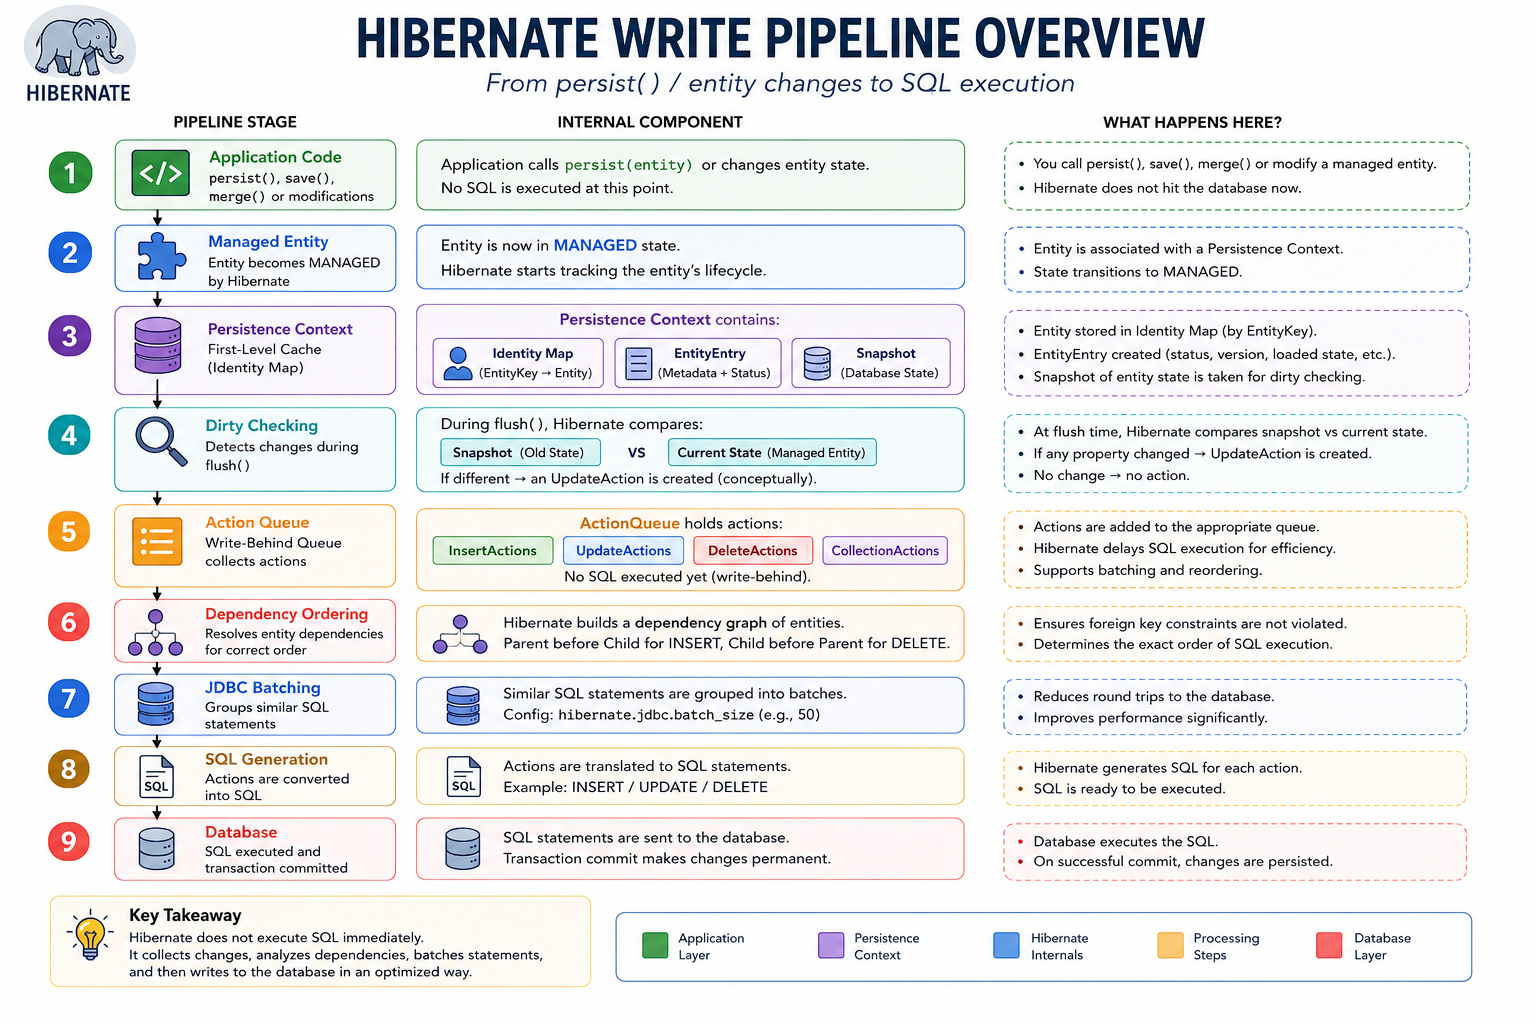 HIBERNATE
HIBERNATE WRITE PIPELINE OVERVIEW
From persist( ) / entity changes to SQL execution
PIPELINE STAGE
INTERNAL COMPONENT
WHAT HAPPENS HERE?
1
</>
Application Code
persist(), save(),
merge() or modifications
Application calls persist(entity) or changes entity state.
No SQL is executed at this point.
• You call persist(), save(), merge() or modify a managed entity.
• Hibernate does not hit the database now.
2
Managed Entity
Entity becomes MANAGED
by Hibernate
Entity is now in MANAGED state.
Hibernate starts tracking the entity's lifecycle.
• Entity is associated with a Persistence Context.
• State transitions to MANAGED.
3
Persistence Context
First-Level Cache
(Identity Map)
Persistence Context contains:
Identity Map
(EntityKey → Entity)
EntityEntry
(Metadata + Status)
Snapshot
(Database State)
• Entity stored in Identity Map (by EntityKey).
• EntityEntry created (status, version, loaded state, etc.).
• Snapshot of entity state is taken for dirty checking.
4
Dirty Checking
Detects changes during
flush()
During flush(), Hibernate compares:
Snapshot (Old State)
VS
Current State (Managed Entity)
If different → an UpdateAction is created (conceptually).
• At flush time, Hibernate compares snapshot vs current state.
• If any property changed → UpdateAction is created.
• No change → no action.
5
Action Queue
Write-Behind Queue
collects actions
ActionQueue holds actions:
InsertActions
UpdateActions
DeleteActions
CollectionActions
No SQL executed yet (write-behind).
• Actions are added to the appropriate queue.
• Hibernate delays SQL execution for efficiency.
• Supports batching and reordering.
6
Dependency Ordering
Resolves entity dependencies
for correct order
Hibernate builds a dependency graph of entities.
Parent before Child for INSERT, Child before Parent for DELETE.
• Ensures foreign key constraints are not violated.
• Determines the exact order of SQL execution.
7
JDBC Batching
Groups similar SQL
statements
Similar SQL statements are grouped into batches.
Config: hibernate.jdbc.batch_size (e.g., 50)
• Reduces round trips to the database.
• Improves performance significantly.
8
SQL
SQL Generation
Actions are converted
into SQL
SQL
Actions are translated to SQL statements.
Example: INSERT / UPDATE / DELETE
• Hibernate generates SQL for each action.
• SQL is ready to be executed.
9
Database
SQL executed and
transaction committed
SQL statements are sent to the database.
Transaction commit makes changes permanent.
• Database executes the SQL.
• On successful commit, changes are persisted.
Key Takeaway
Hibernate does not execute SQL immediately.
It collects changes, analyzes dependencies, batches statements,
and then writes to the database in an optimized way.
Application
Layer
Persistence
Context
Hibernate
Internals
Processing
Steps
Database
Layer